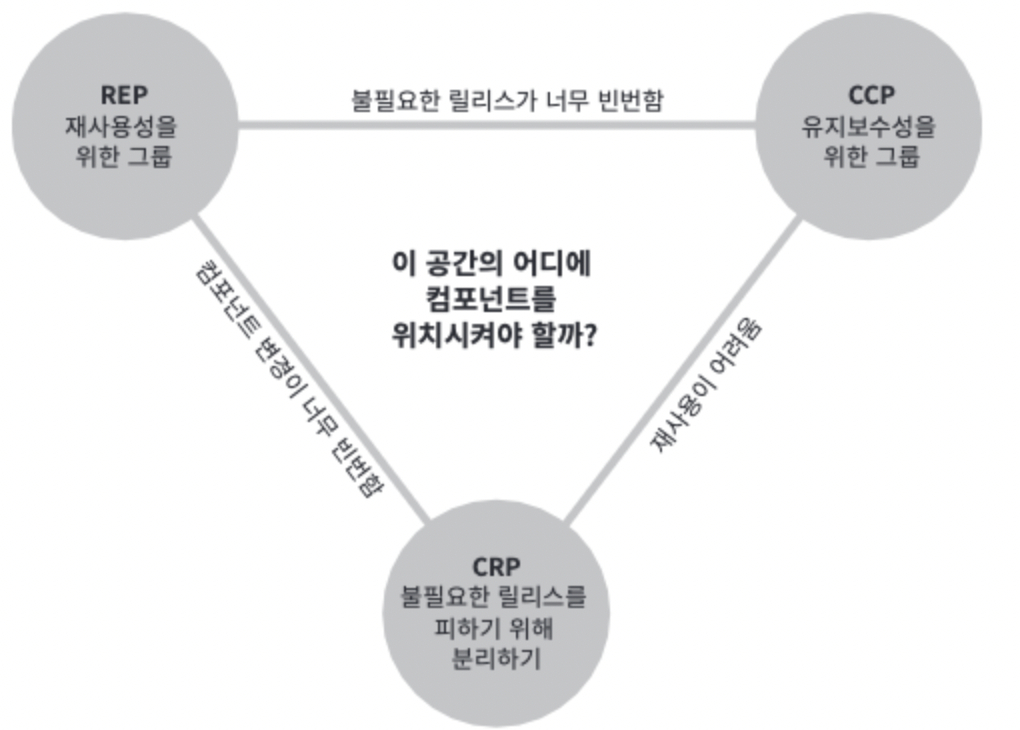 REP
재사용성을
위한 그룹
불필요한 릴리스가 너무 빈번함
CCP
유지보수성을
위한 그룹
이 공간의 어디에
컴포넌트를
위치시켜야 할까?
컴포넌트 변경이 너무 빈번함
재사용이 어려움
CRP
불필요한 릴리스를
피하기 위해
분리하기